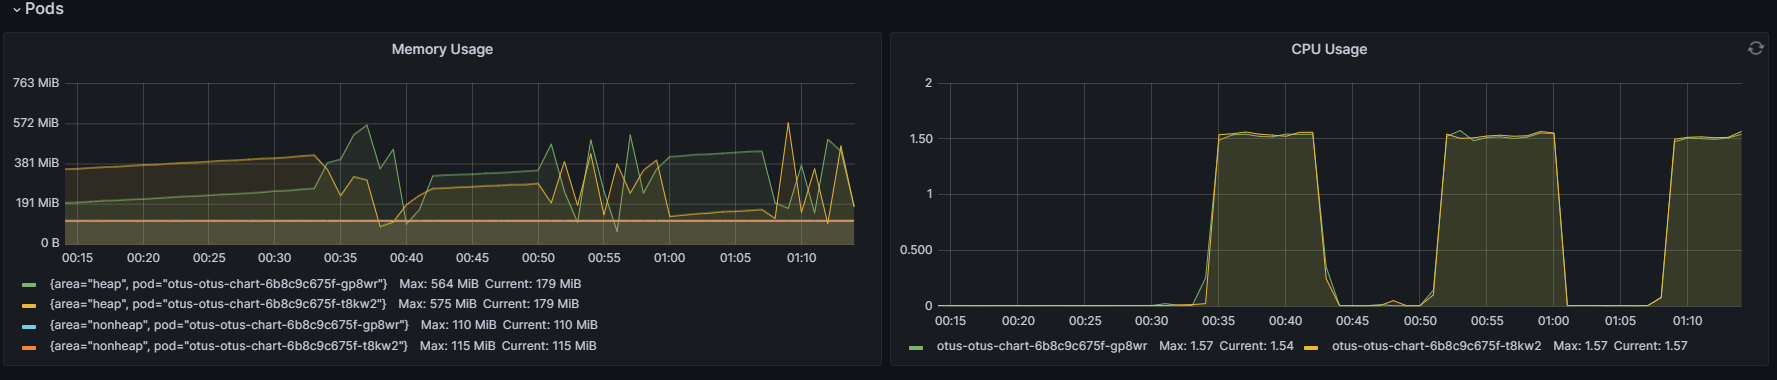 Pods
Memory Usage
763 MiB
572 MiB
381 MiB
191 MiB
0 B
00:15 00:20 00:25 00:30 00:35 00:40 00:45 00:50 00:55 01:00 01:05 01:10
{area="heap", pod="otus-otus-chart-6b8c9c675f-gp8wr"} Max: 564 MiB Current: 179 MiB
{area="heap", pod="otus-otus-chart-6b8c9c675f-t8kw2"} Max: 575 MiB Current: 179 MiB
{area="nonheap", pod="otus-otus-chart-6b8c9c675f-gp8wr"} Max: 110 MiB Current: 110 MiB
{area="nonheap", pod="otus-otus-chart-6b8c9c675f-t8kw2"} Max: 115 MiB Current: 115 MiB
CPU Usage
2
1.50
1
0.500
0
00:15 00:20 00:25 00:30 00:35 00:40 00:45 00:50 00:55 01:00 01:05 01:10
otus-otus-chart-6b8c9c675f-gp8wr Max: 1.57 Current: 1.54 otus-otus-chart-6b8c9c675f-t8kw2 Max: 1.57 Current: 1.57